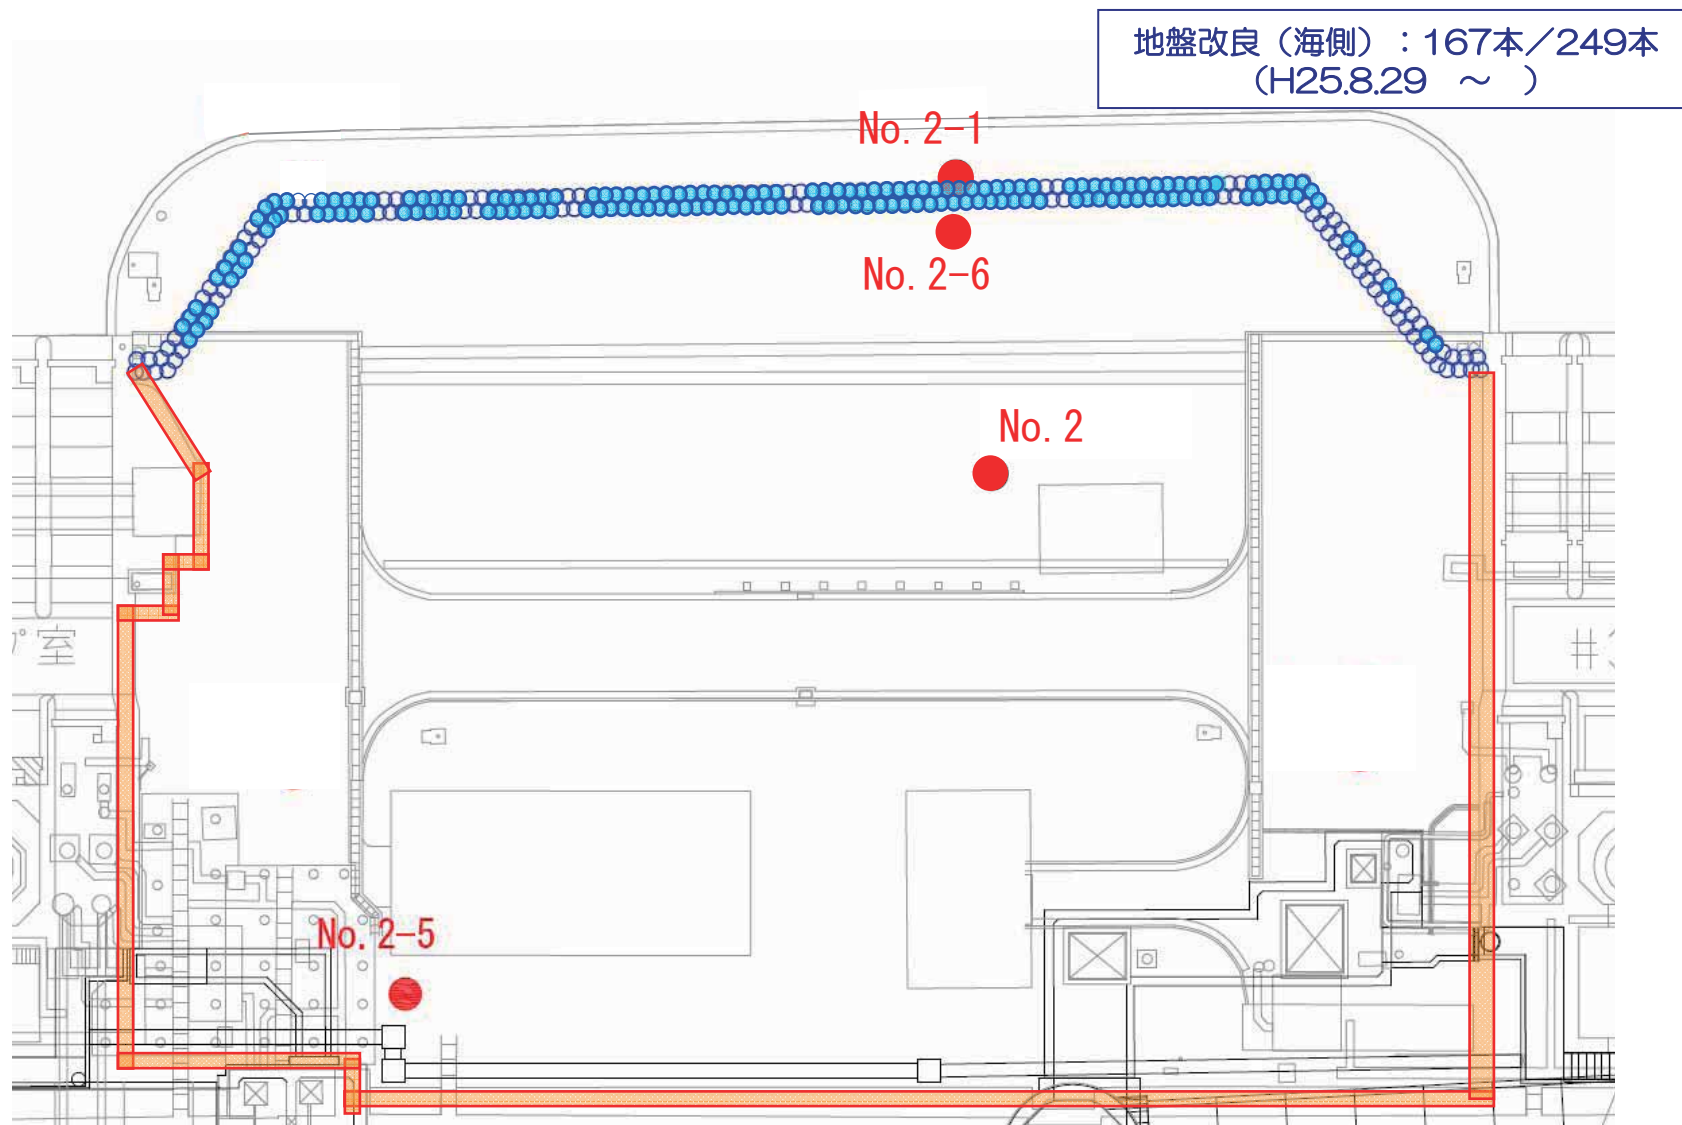 地盤改良（海側）：167本／249本
（H25.8.29　～　）
No. 2-1
No. 2-6
No. 2
室
No. 2-5